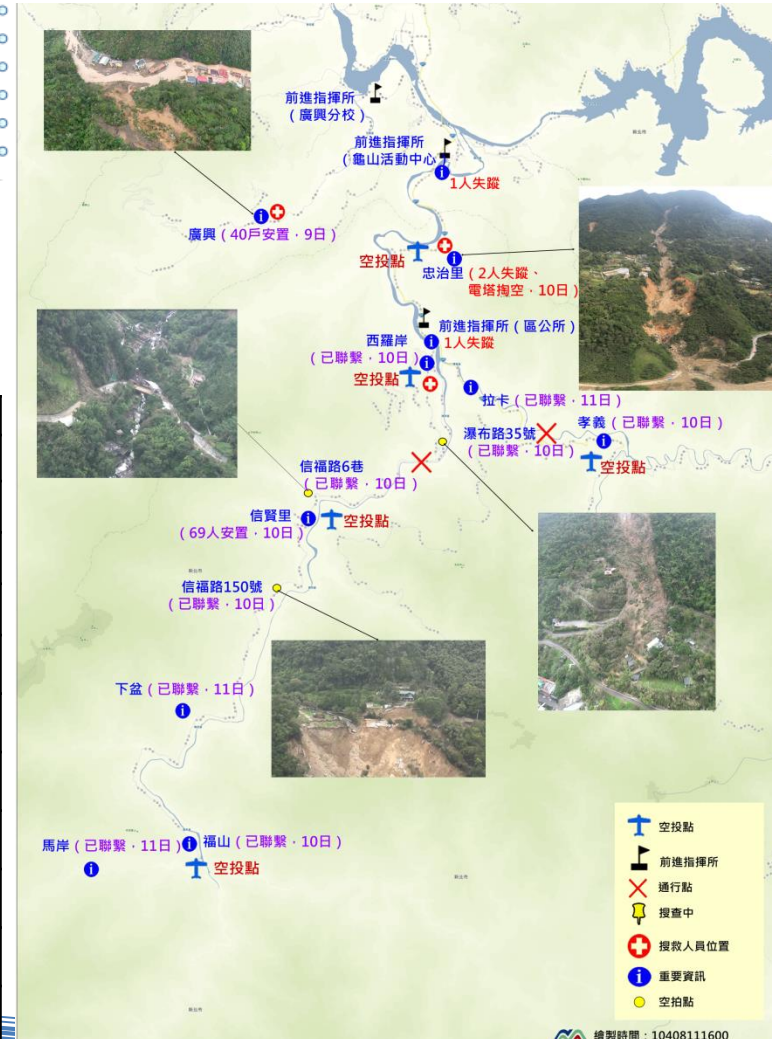 前進指揮所
（廣興分校）
前進指揮所
（龜山活動中心
1人失蹤
廣興（40戶安置．9日）
空投點
忠治里（2人失蹤、
電塔掏空．10日）
前進指揮所（區公所）
1人失蹤
西羅岸
（已聯繫．10日）
空投點
拉卡（已聯繫．11日）
孝義（已聯繫．10日）
瀑布路35號
（已聯繫．10日）
空投點
信福路6巷
（已聯繫．10日）
信賢里
（69人安置．10日）
空投點
信福路150號
（已聯繫．10日）
下盆（已聯繫．11日）
馬岸（已聯繫．11日）
福山（已聯繫．10日）
空投點
空投點
前進指揮所
通行點
搜查中
搜救人員位置
重要資訊
空拍點
繪製時間：10408111600